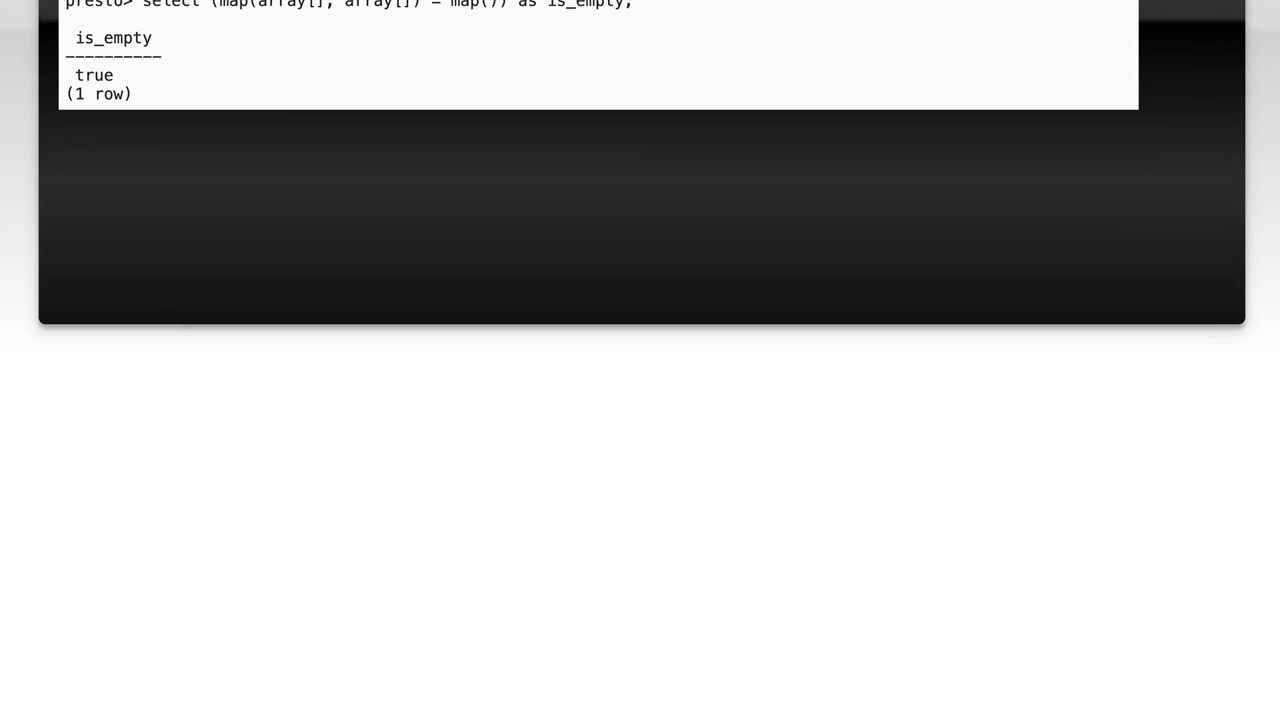 presto> select (map(array[], array[]) = map()) as is_empty;
is_empty
----------
true
(1 row)